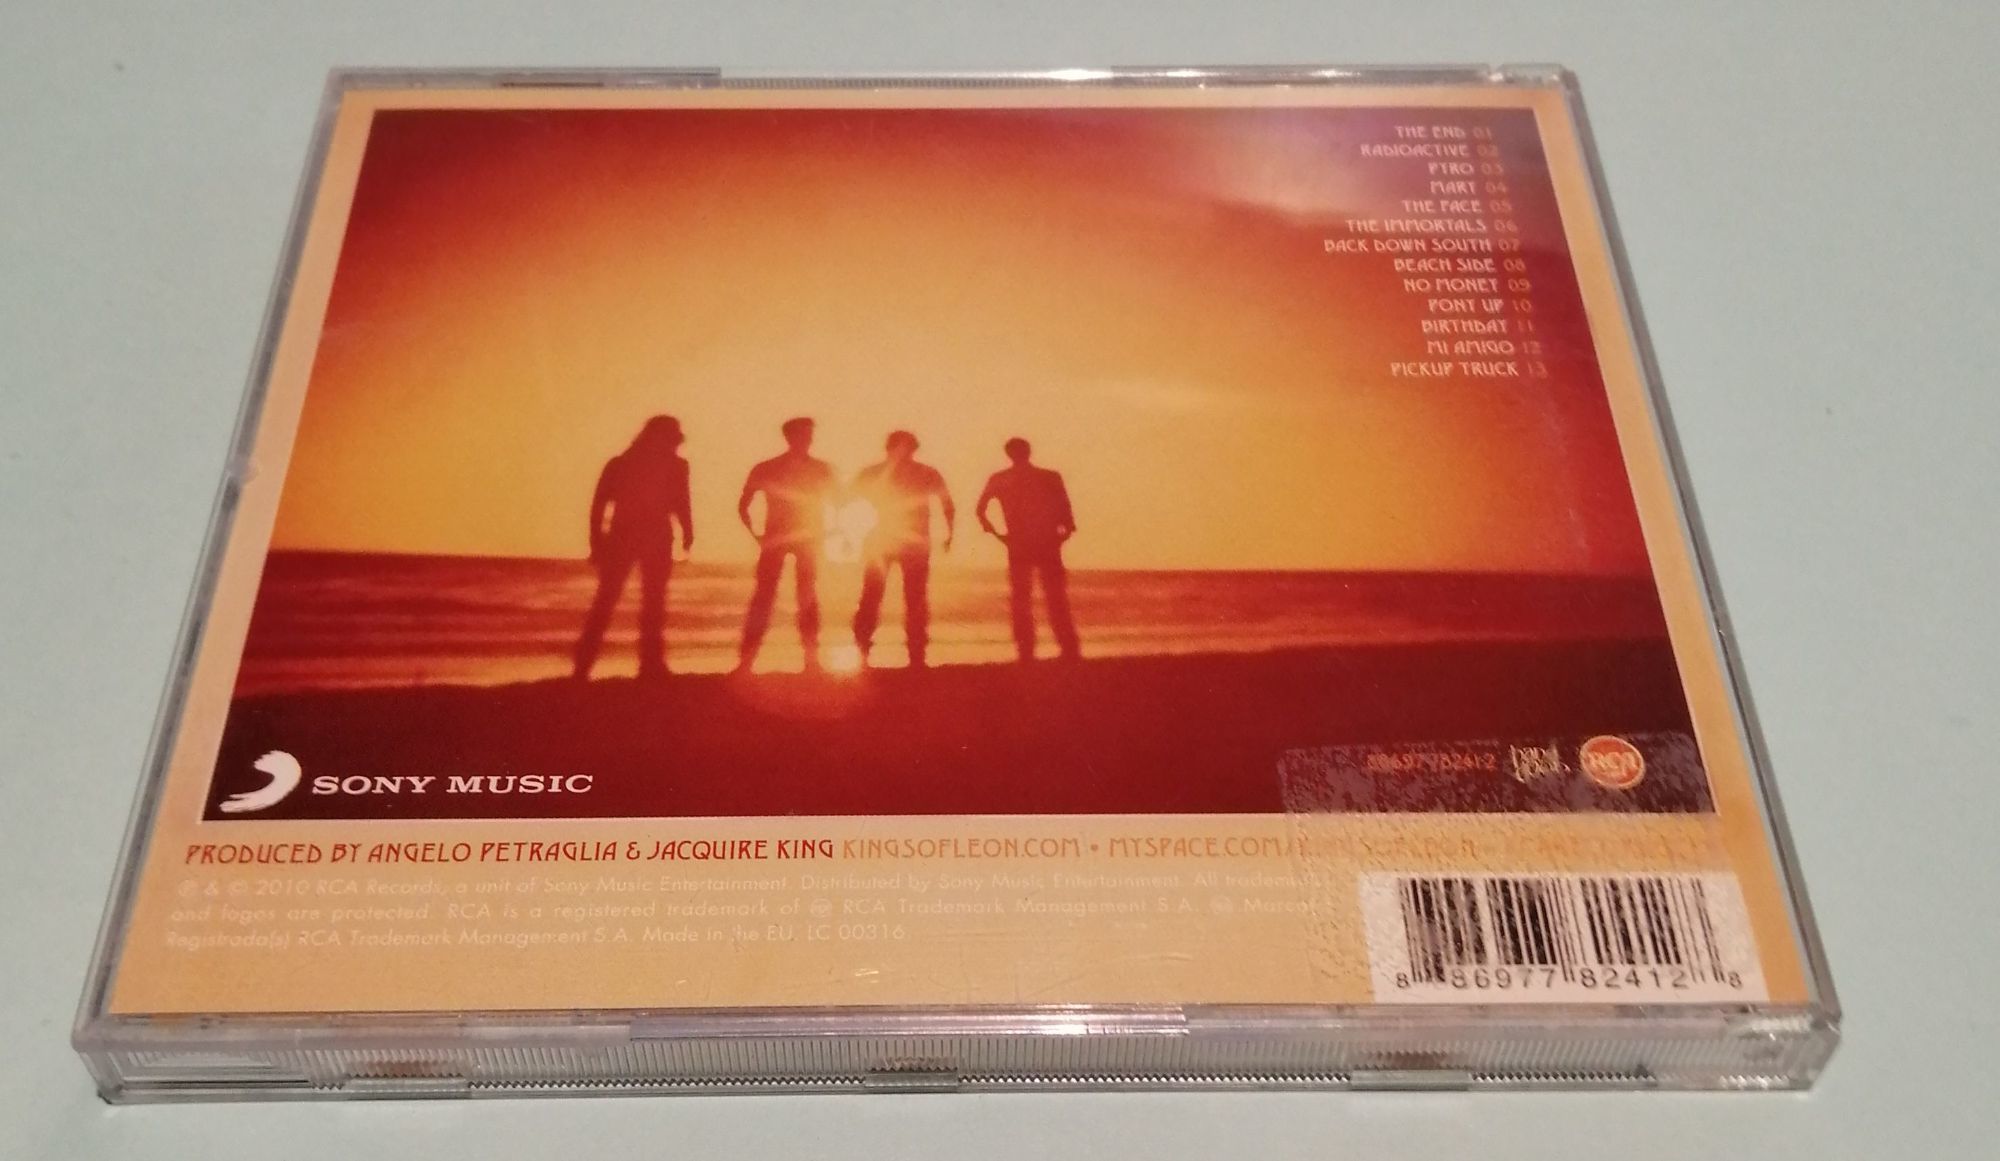 THE END 01
RADIOACTIVE 02
PYRO 03
MARY 04
THE FACE 05
THE IMMORTALS 06
BACK DOWN SOUTH 07
BEACH SIDE 08
NO MONEY 09
PONY UP 10
BIRTHDAY 11
MI AMIGO 12
PICKUP TRUCK 13
88697782412
RCA
SONY MUSIC
PRODUCED BY ANGELO PETRAGLIA & JACQUIRE KING KINGSOFLEON.COM • MYSPACE.COM/KINGSOFLEON
℗ & © 2010 RCA Records, a unit of Sony Music Entertainment. Distributed by Sony Music Entertainment. All
and logos are protected. RCA is a registered trademark of RCA Trademark Management S.A.
Registrada(s) RCA Trademark Management S.A. Made in the EU. LC 00316.
8 86977 82412 8